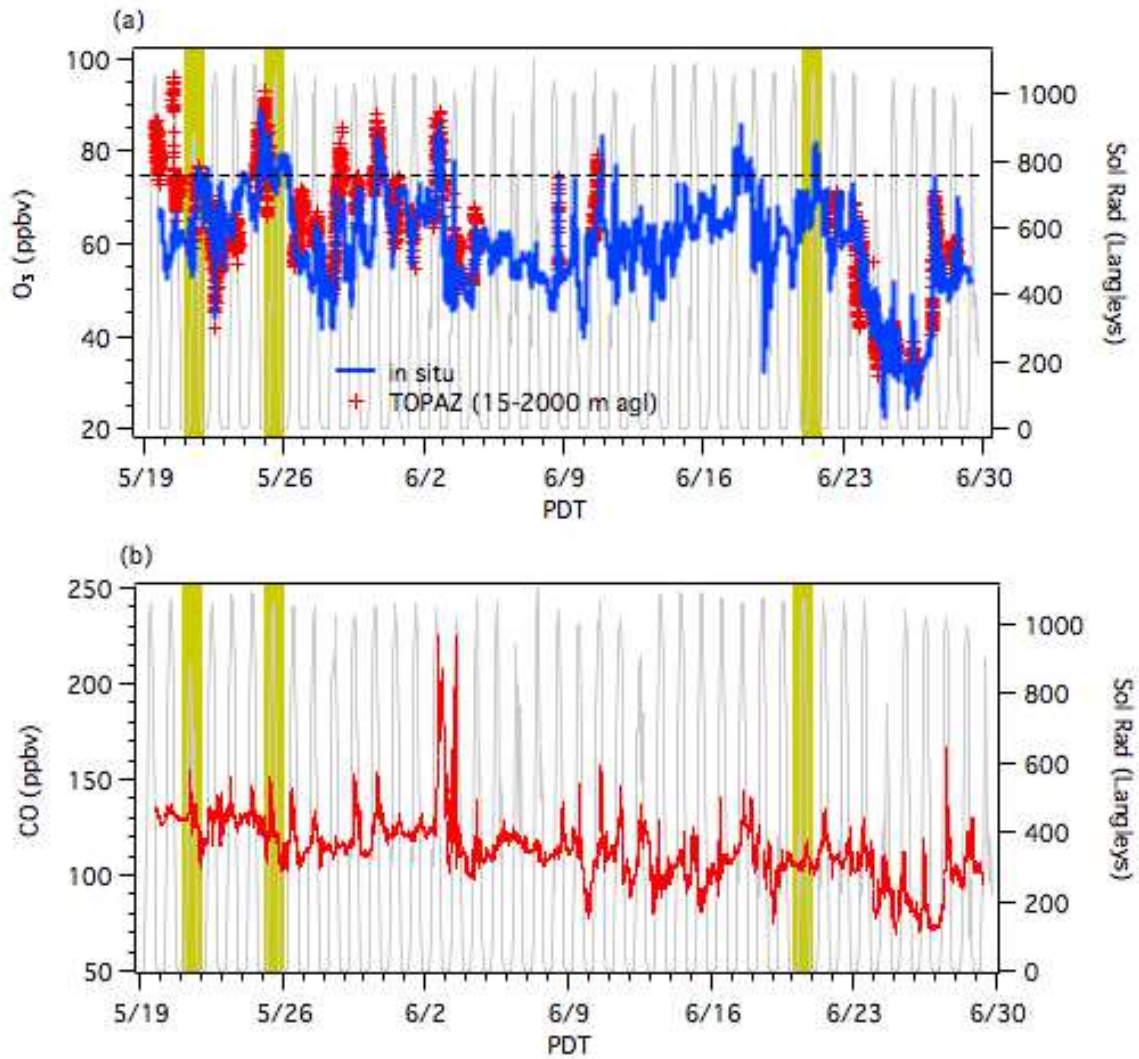 (a)
100
80
60
40
20
O₃ (ppbv)
1000
800
600
400
200
0
Sol Rad (Langleys)
in situ
TOPAZ (15-2000 m agl)
5/19 5/26 6/2 6/9 6/16 6/23 6/30
PDT
(b)
250
200
150
100
50
CO (ppbv)
1000
800
600
400
200
0
Sol Rad (Langleys)
5/19 5/26 6/2 6/9 6/16 6/23 6/30
PDT